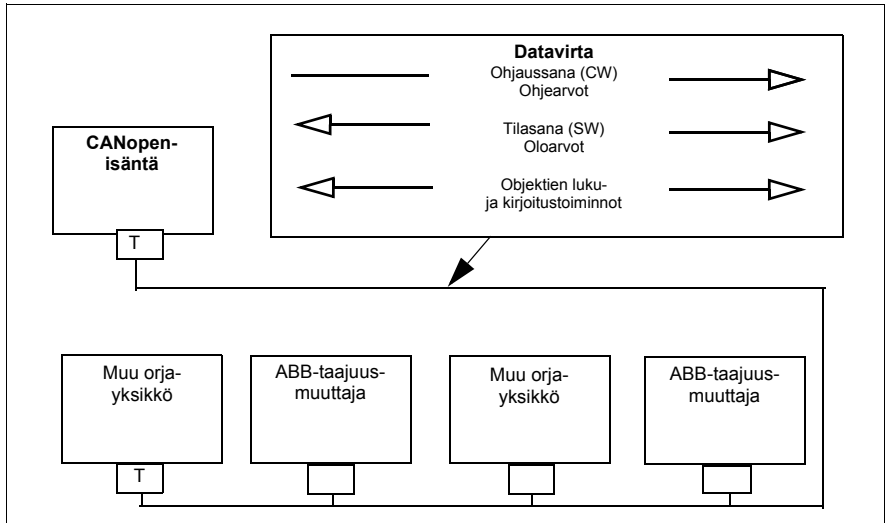 Datavirta
Ohjaussana (CW)
Ohjearvot
Tilasana (SW)
Oloarvot
Objektien luku-
ja kirjoitustoiminnot
CANopen-
isäntä
T
Muu orja-
yksikkö
T
ABB-taajuus-
muuttaja
Muu orja-
yksikkö
ABB-taajuus-
muuttaja